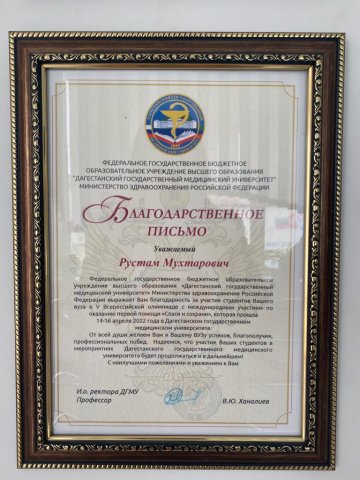 ФЕДЕРАЛЬНОЕ ГОСУДАРСТВЕННОЕ БЮДЖЕТНОЕ
ОБРАЗОВАТЕЛЬНОЕ УЧРЕЖДЕНИЕ ВЫСШЕГО ОБРАЗОВАНИЯ
"ДАГЕСТАНСКИЙ ГОСУДАРСТВЕННЫЙ МЕДИЦИНСКИЙ УНИВЕРСИТЕТ"
МИНИСТЕРСТВО ЗДРАВООХРАНЕНИЯ РОССИЙСКОЙ ФЕДЕРАЦИИ
БЛАГОДАРСТВЕННОЕ
ПИСЬМО
Уважаемый
Рустам Мухтарович
Федеральное государственное бюджетное образовательное
учреждение высшего образования «Дагестанский государственный
медицинский университет» Министерства здравоохранения Российской
Федерации выражает Вам благодарность за участие студентов Вашего
вуза в V Всероссийской олимпиаде с международным участием по
оказанию первой помощи «Спаси и сохрани», которая прошла
14-16 апреля 2022 года в Дагестанском государственном
медицинском университете.
От всей души желаем Вам и Вашему ВУЗу успехов, благополучия,
профессиональных побед. Надеемся, что участие Ваших студентов в
мероприятиях Дагестанского государственного медицинского
университета будет продолжаться и в дальнейшем!
С наилучшими пожеланиями и уважением к Вам
И.о. ректора ДГМУ
Профессор
В.Ю. Ханалиев